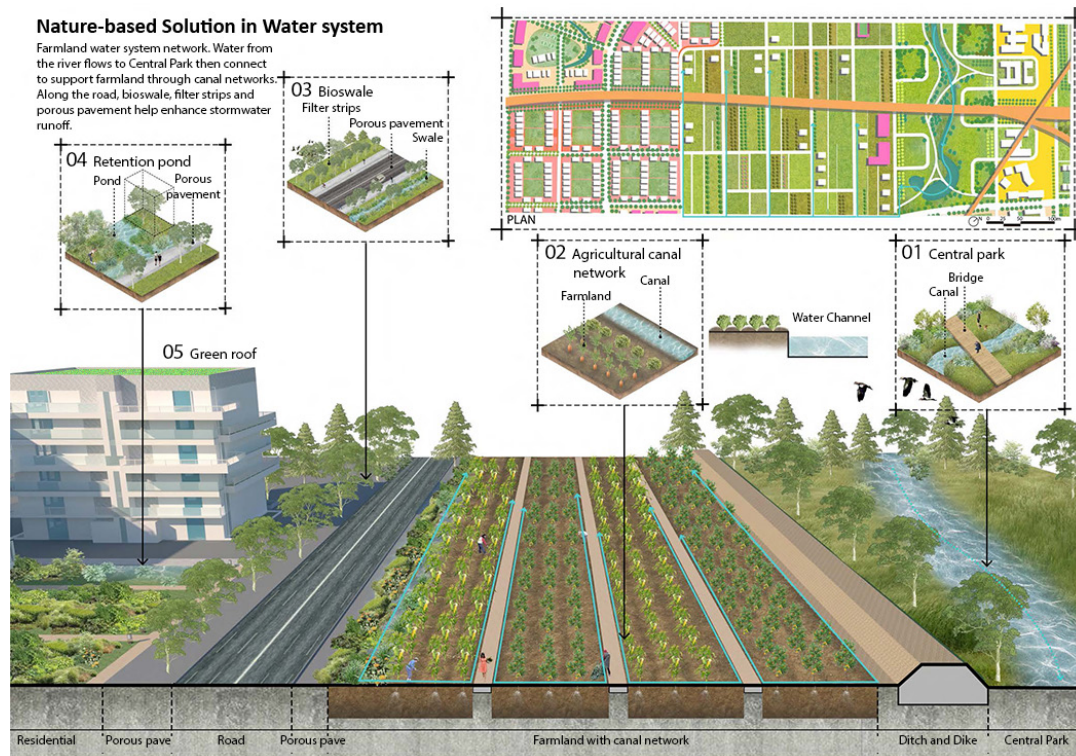 Nature-based Solution in Water system
Farmland water system network. Water from
the river flows to Central Park then connect
to support farmland through canal networks.
Along the road, bioswale, filter strips and
porous pavement help enhance stormwater
runoff.
04 Retention pond
Pond
Porous
pavement
03 Bioswale
Filter strips
Porous pavement
Swale
PLAN
N
0 25 50 100m
02 Agricultural canal
network
Canal
Farmland
Water Channel
01 Central park
Bridge
Canal
05 Green roof
Residential
Porous pave
Road
Porous pave
Farmland with canal network
Ditch and Dike
Central Park